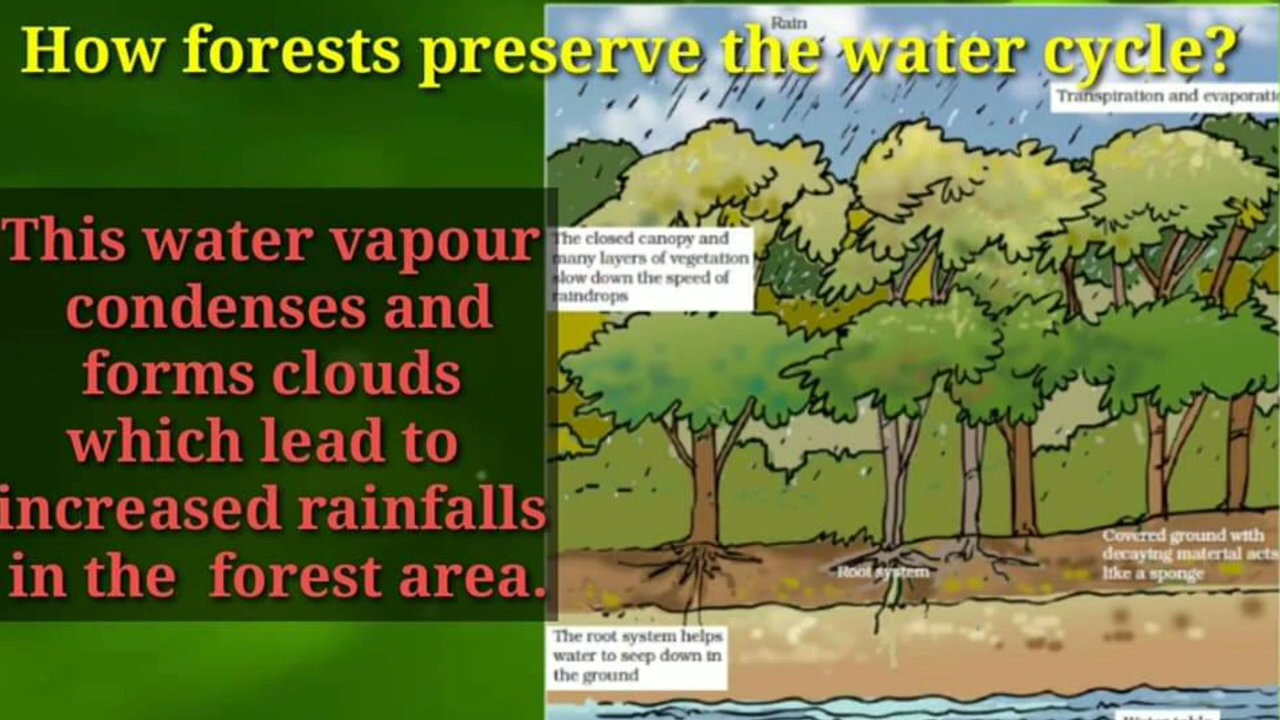 How forests preserve the water cycle?
Rain
This water vapour
condenses and
forms clouds
which lead to
increased rainfalls
in the forest area.
Transpiration and evaporati
The closed canopy and
many layers of vegetation
slow down the speed of
raindrops
Covered ground with
decaying material acts
like a sponge
Root system
The root system helps
water to seep down in
the ground